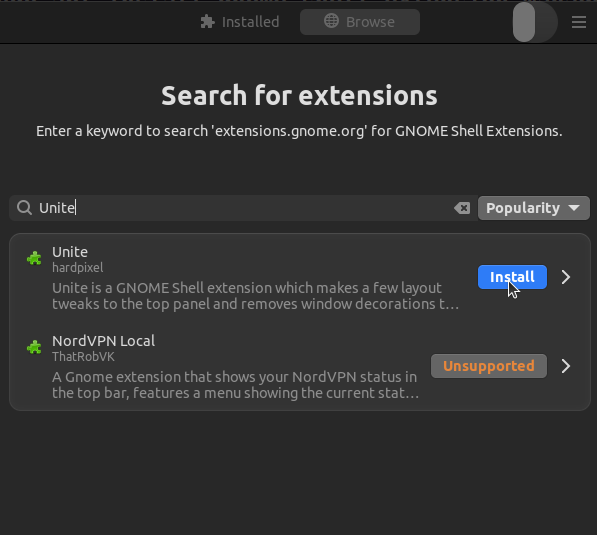 Installed
Browse
Search for extensions
Enter a keyword to search 'extensions.gnome.org' for GNOME Shell Extensions.
Unite
Popularity
Unite
hardpixel
Unite is a GNOME Shell extension which makes a few layout
tweaks to the top panel and removes window decorations t…
Install
NordVPN Local
ThatRobVK
A Gnome extension that shows your NordVPN status in
the top bar, features a menu showing the current stat…
Unsupported